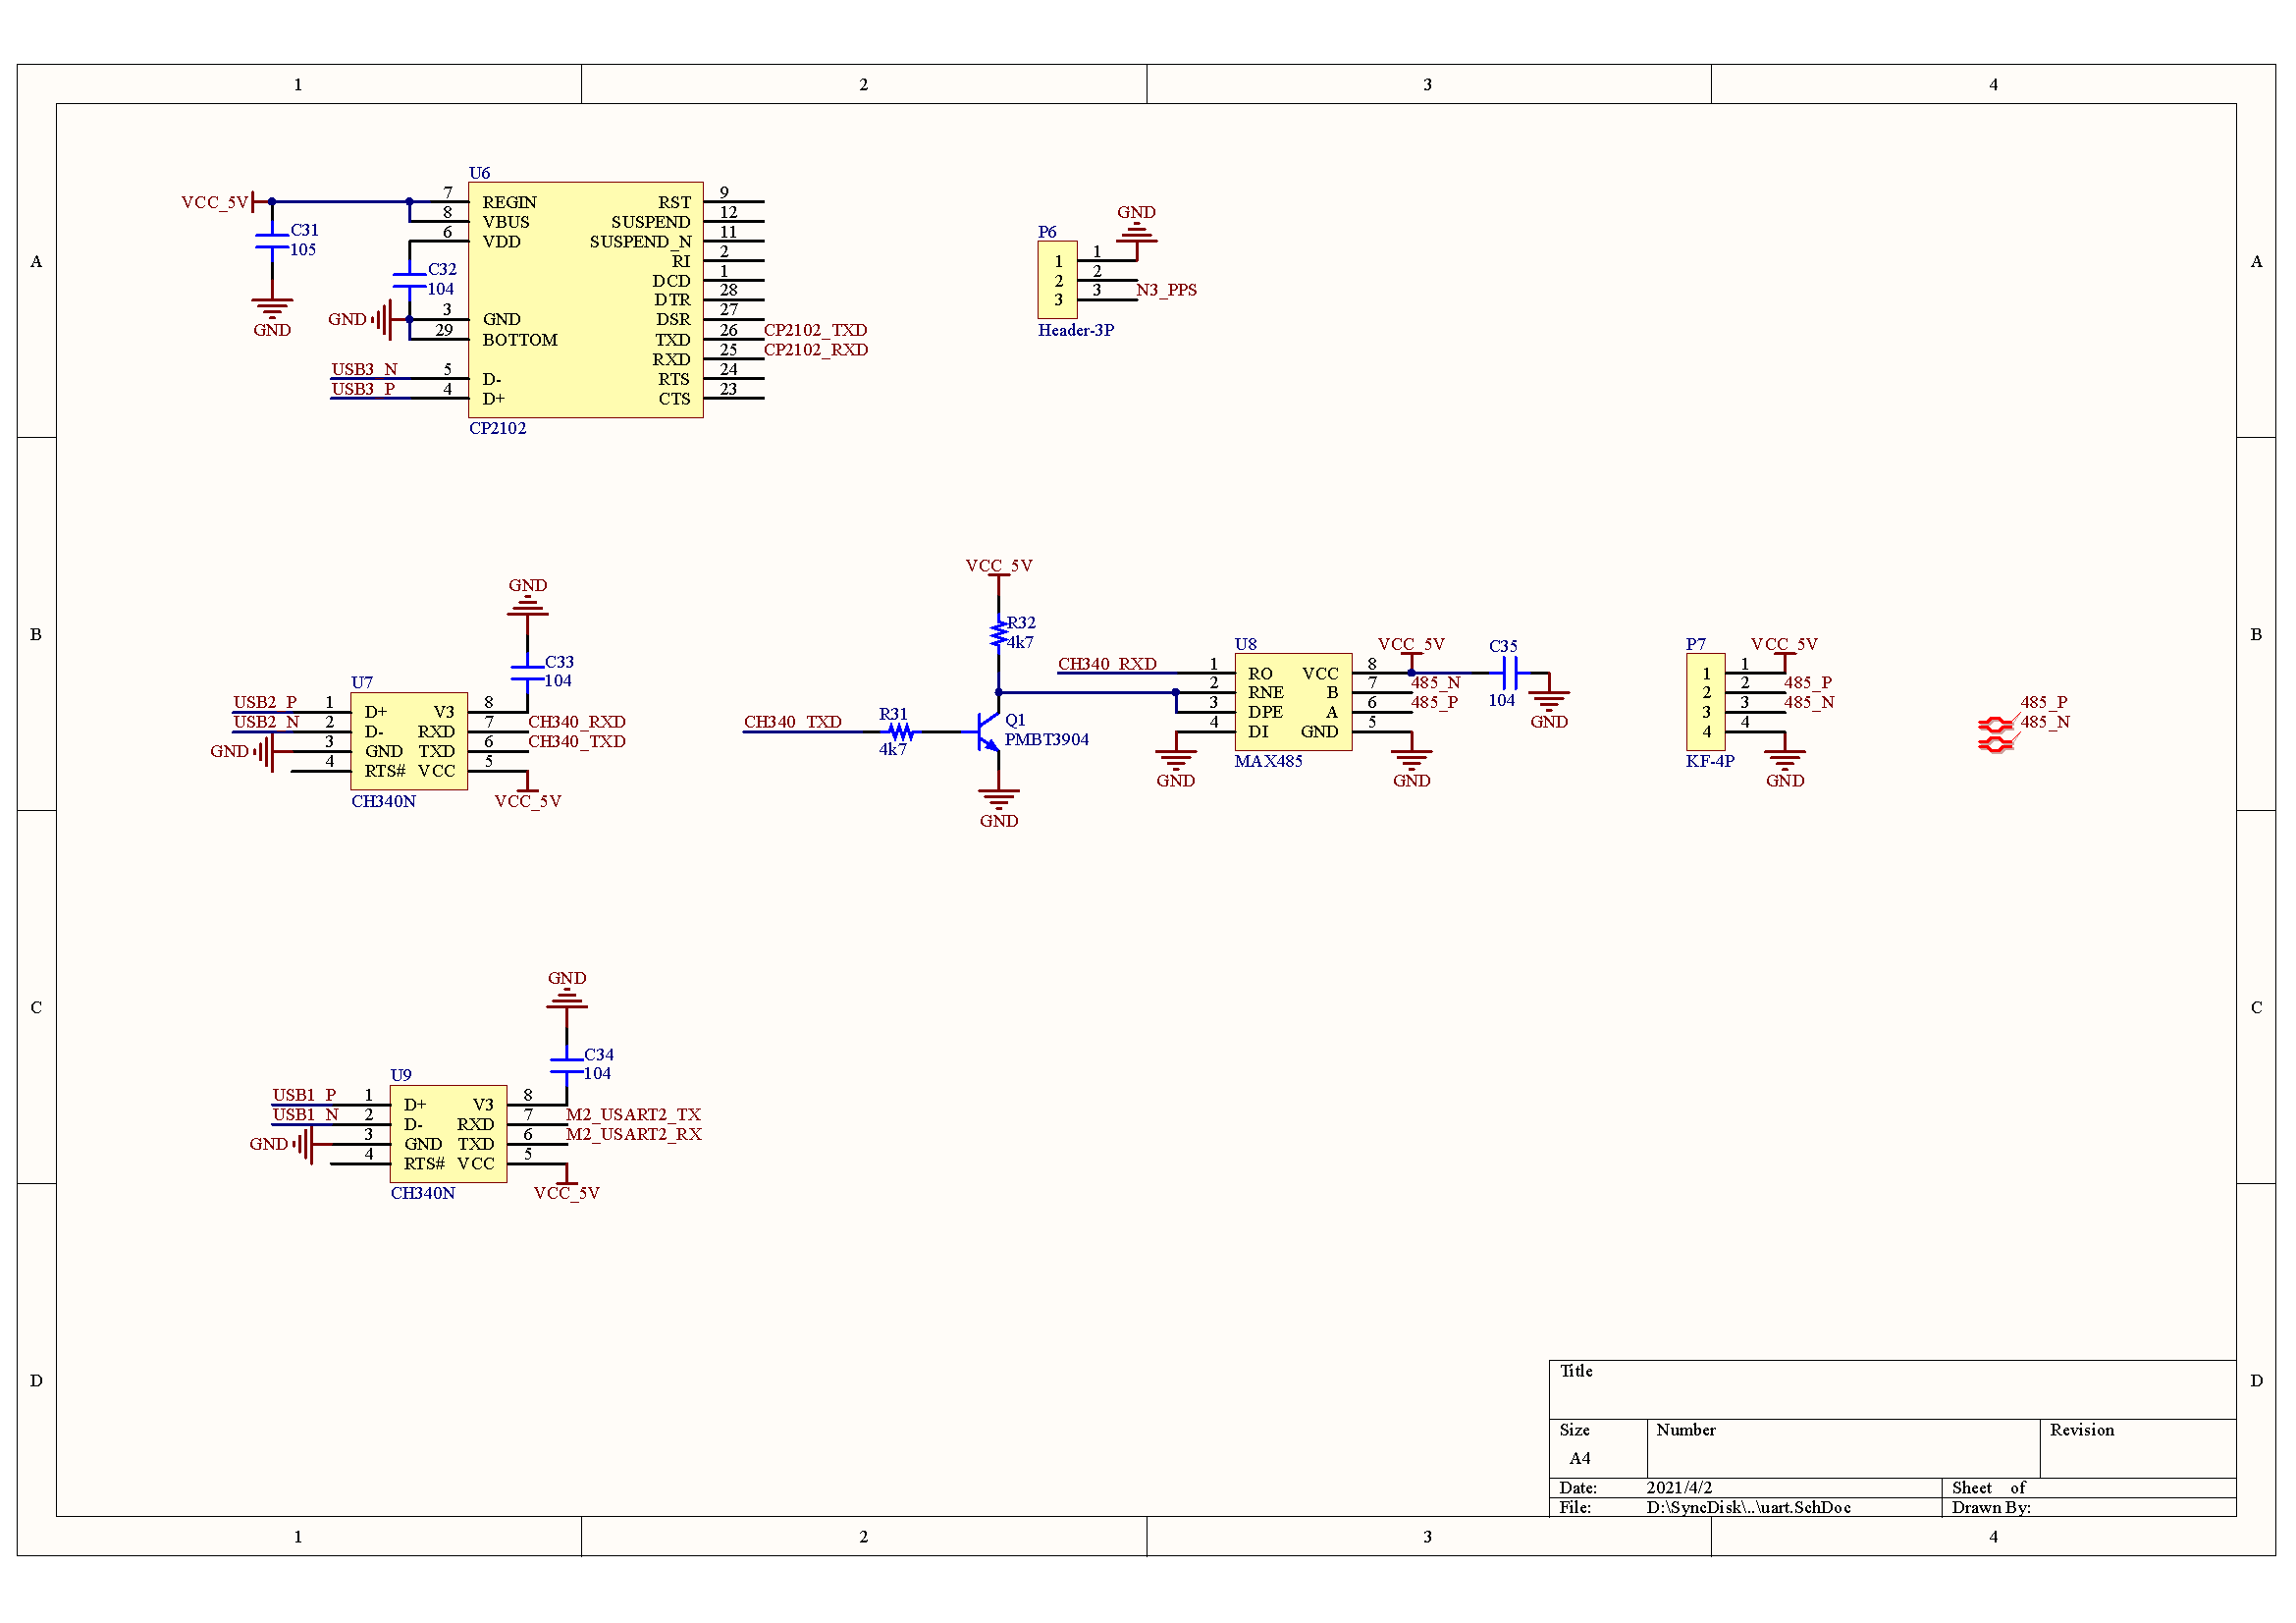 1 2 3 4
A A
B B
C C
D D
U6
VCC_5V
C31
105
GND
7 REGIN
8 VBUS
6 VDD
C32
104
GND
3 GND
29 BOTTOM
USB3_N 5 D-
USB3_P 4 D+
RST 9
SUSPEND 12
SUSPEND_N 11
RI 2
DCD 1
DTR 28
DSR 27
TXD 26 CP2102_TXD
RXD 25 CP2102_RXD
RTS 24
CTS 23
CP2102
P6
GND
1 1
2 2
3 3 N3_PPS
Header-3P
GND
C33
104
U7
USB2_P 1 D+ V3 8
USB2_N 2 D- RXD 7 CH340_RXD
GND 3 GND TXD 6 CH340_TXD
4 RTS# VCC 5
CH340N
VCC_5V
VCC_5V
R32
4k7
CH340_TXD
R31
4k7
Q1
PMBT3904
GND
U8
CH340_RXD 1 RO VCC 8 VCC_5V
2 RNE B 7 485_N
3 DPE A 6 485_P
4 DI GND 5
GND
MAX485
GND
C35
104
GND
P7
VCC_5V
1 1
2 2 485_P
3 3 485_N
4 4
KF-4P
GND
485_P
485_N
GND
C34
104
U9
USB1_P 1 D+ V3 8
USB1_N 2 D- RXD 7 M2_USART2_TX
GND 3 GND TXD 6 M2_USART2_RX
4 RTS# VCC 5
CH340N
VCC_5V
Title
Size Number Revision
A4
Date: 2021/4/2 Sheet of
File: D:\SyncDisk\..\uart.SchDoc Drawn By:
1 2 3 4